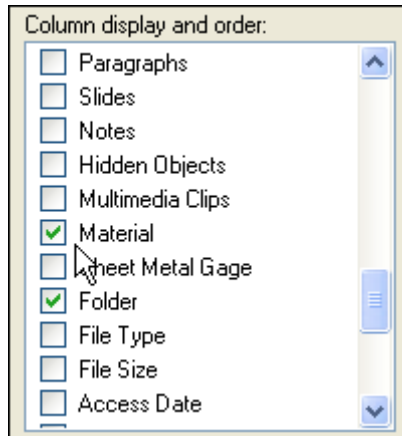 Column display and order:
Paragraphs
Slides
Notes
Hidden Objects
Multimedia Clips
Material
Sheet Metal Gage
Folder
File Type
File Size
Access Date